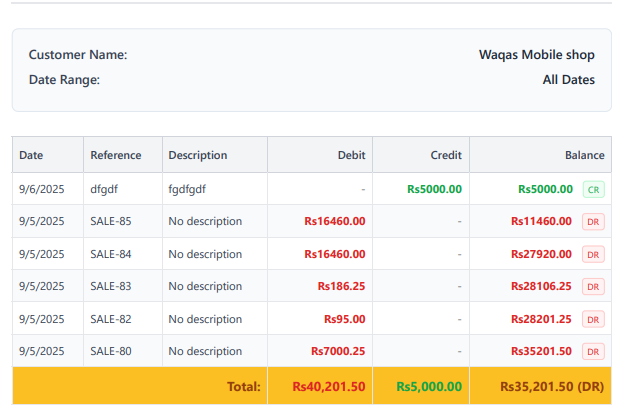 Customer Name: Waqas Mobile shop
Date Range: All Dates
Date Reference Description Debit Credit Balance
9/6/2025 dfgdf fgdfgdf - Rs5000.00 Rs5000.00 CR
9/5/2025 SALE-85 No description Rs16460.00 - Rs11460.00 DR
9/5/2025 SALE-84 No description Rs16460.00 - Rs27920.00 DR
9/5/2025 SALE-83 No description Rs186.25 - Rs28106.25 DR
9/5/2025 SALE-82 No description Rs95.00 - Rs28201.25 DR
9/5/2025 SALE-80 No description Rs7000.25 - Rs35201.50 DR
Total: Rs40,201.50 Rs5,000.00 Rs35,201.50 (DR)